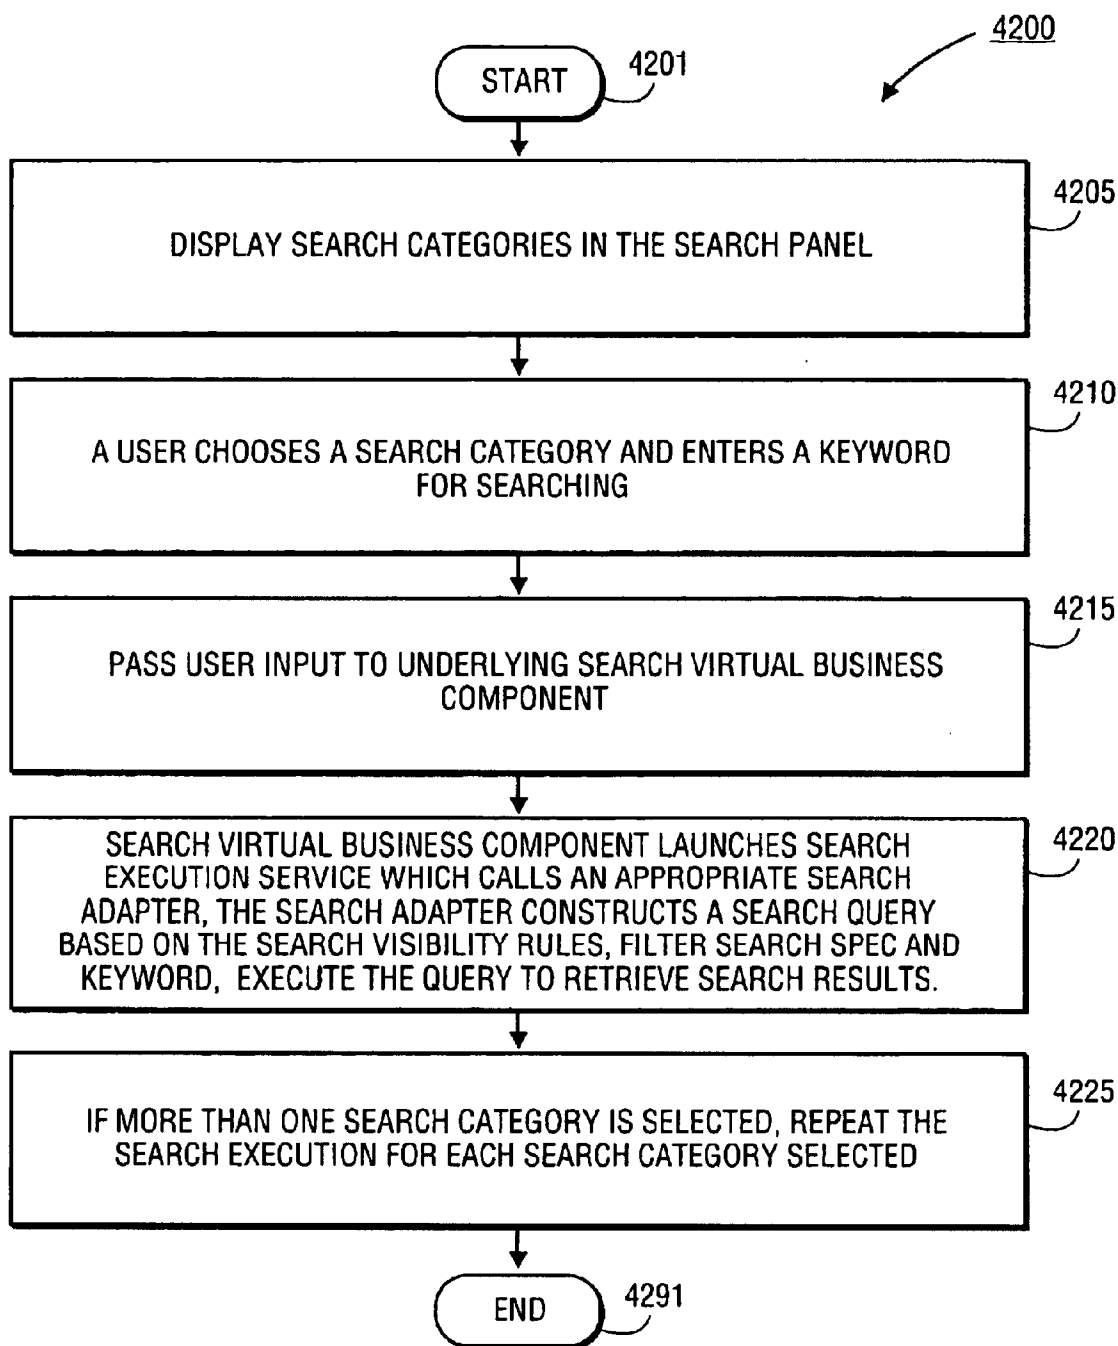 4200
START
4201
4205
DISPLAY SEARCH CATEGORIES IN THE SEARCH PANEL
4210
A USER CHOOSES A SEARCH CATEGORY AND ENTERS A KEYWORD
FOR SEARCHING
4215
PASS USER INPUT TO UNDERLYING SEARCH VIRTUAL BUSINESS
COMPONENT
4220
SEARCH VIRTUAL BUSINESS COMPONENT LAUNCHES SEARCH
EXECUTION SERVICE WHICH CALLS AN APPROPRIATE SEARCH
ADAPTER, THE SEARCH ADAPTER CONSTRUCTS A SEARCH QUERY
BASED ON THE SEARCH VISIBILITY RULES, FILTER SEARCH SPEC AND
KEYWORD, EXECUTE THE QUERY TO RETRIEVE SEARCH RESULTS.
4225
IF MORE THAN ONE SEARCH CATEGORY IS SELECTED, REPEAT THE
SEARCH EXECUTION FOR EACH SEARCH CATEGORY SELECTED
END
4291